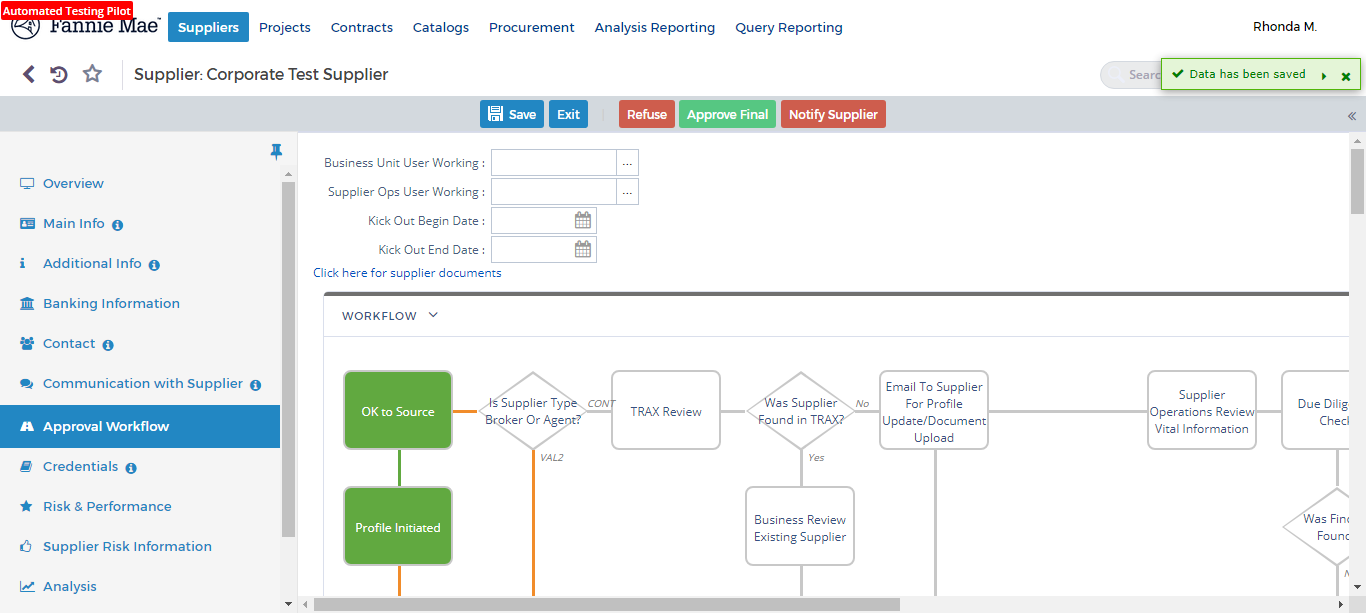 Automated Testing Pilot
Fannie Mae
Suppliers
Projects
Contracts
Catalogs
Procurement
Analysis Reporting
Query Reporting
Rhonda M.
Supplier: Corporate Test Supplier
Searc
Data has been saved
Save
Exit
Refuse
Approve Final
Notify Supplier
Overview
Main Info
Additional Info
Banking Information
Contact
Communication with Supplier
Approval Workflow
Credentials
Risk & Performance
Supplier Risk Information
Analysis
Business Unit User Working :
...
Supplier Ops User Working :
...
Kick Out Begin Date :
Kick Out End Date :
Click here for supplier documents
WORKFLOW
OK to Source
Is Supplier Type
Broker Or Agent?
CONT
VAL2
TRAX Review
Was Supplier
Found in TRAX?
No
Yes
Email To Supplier
For Profile
Update/Document
Upload
Supplier
Operations Review
Vital Information
Due Dilig
Check
Profile Initiated
Business Review
Existing Supplier
Was Find
Found